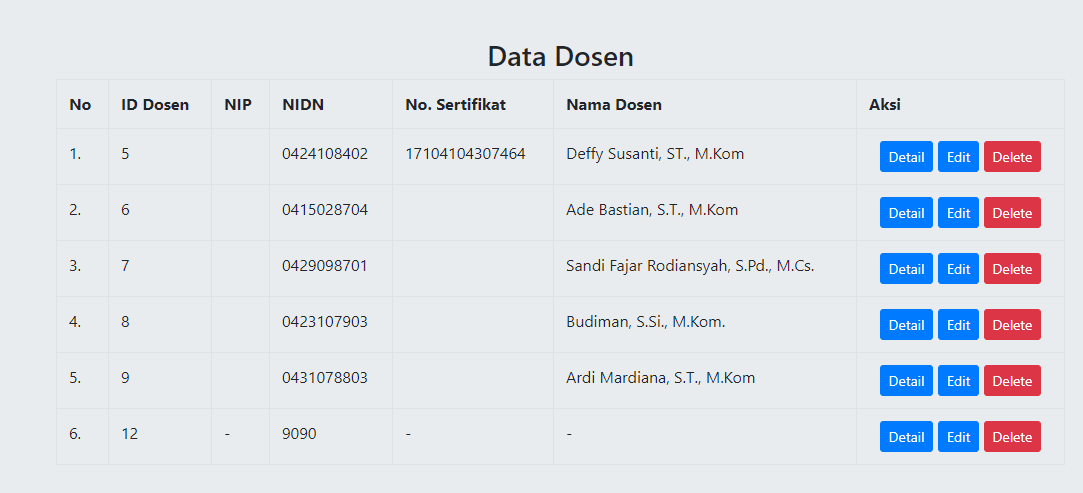 Data Dosen
No ID Dosen NIP NIDN No. Sertifikat Nama Dosen Aksi
1. 5 0424108402 17104104307464 Deffy Susanti, ST., M.Kom Detail Edit Delete
2. 6 0415028704 Ade Bastian, S.T., M.Kom Detail Edit Delete
3. 7 0429098701 Sandi Fajar Rodiansyah, S.Pd., M.Cs. Detail Edit Delete
4. 8 0423107903 Budiman, S.Si., M.Kom. Detail Edit Delete
5. 9 0431078803 Ardi Mardiana, S.T., M.Kom Detail Edit Delete
6. 12 - 9090 - - Detail Edit Delete